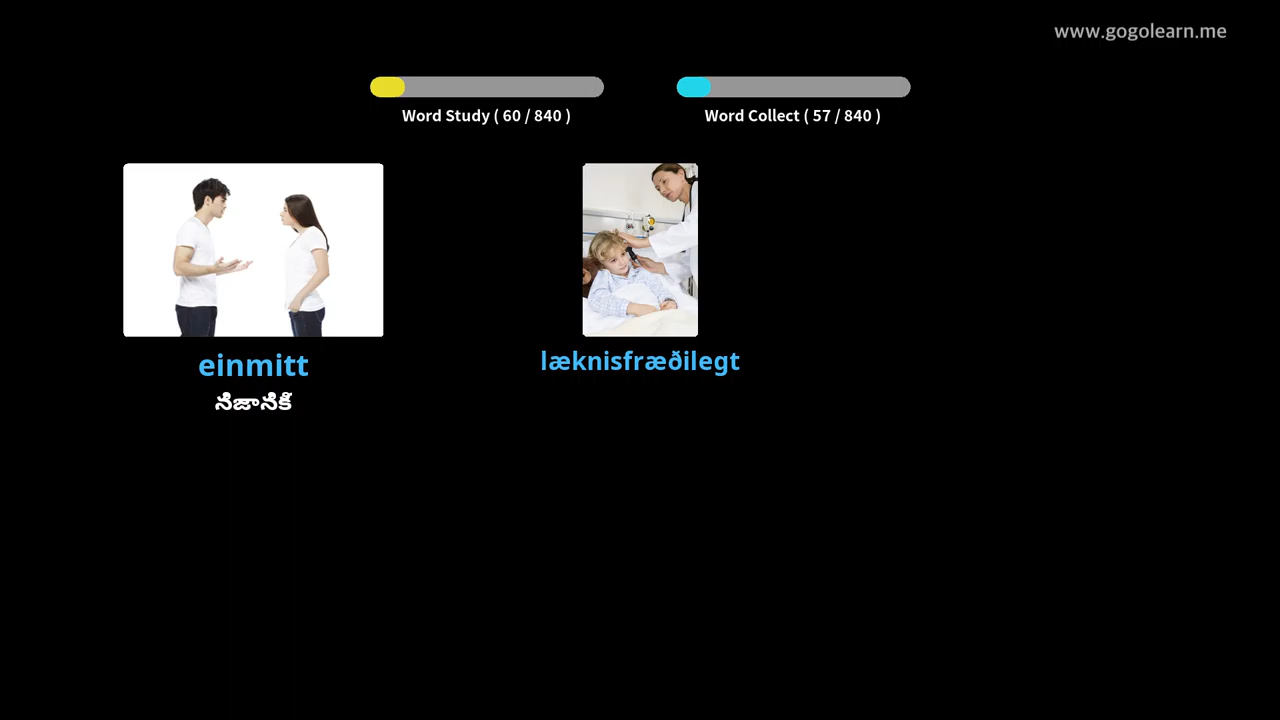 www.gogolearn.me
Word Study ( 60 / 840 )
Word Collect ( 57 / 840 )
einmitt
నిజానికి
læknisfræðilegt